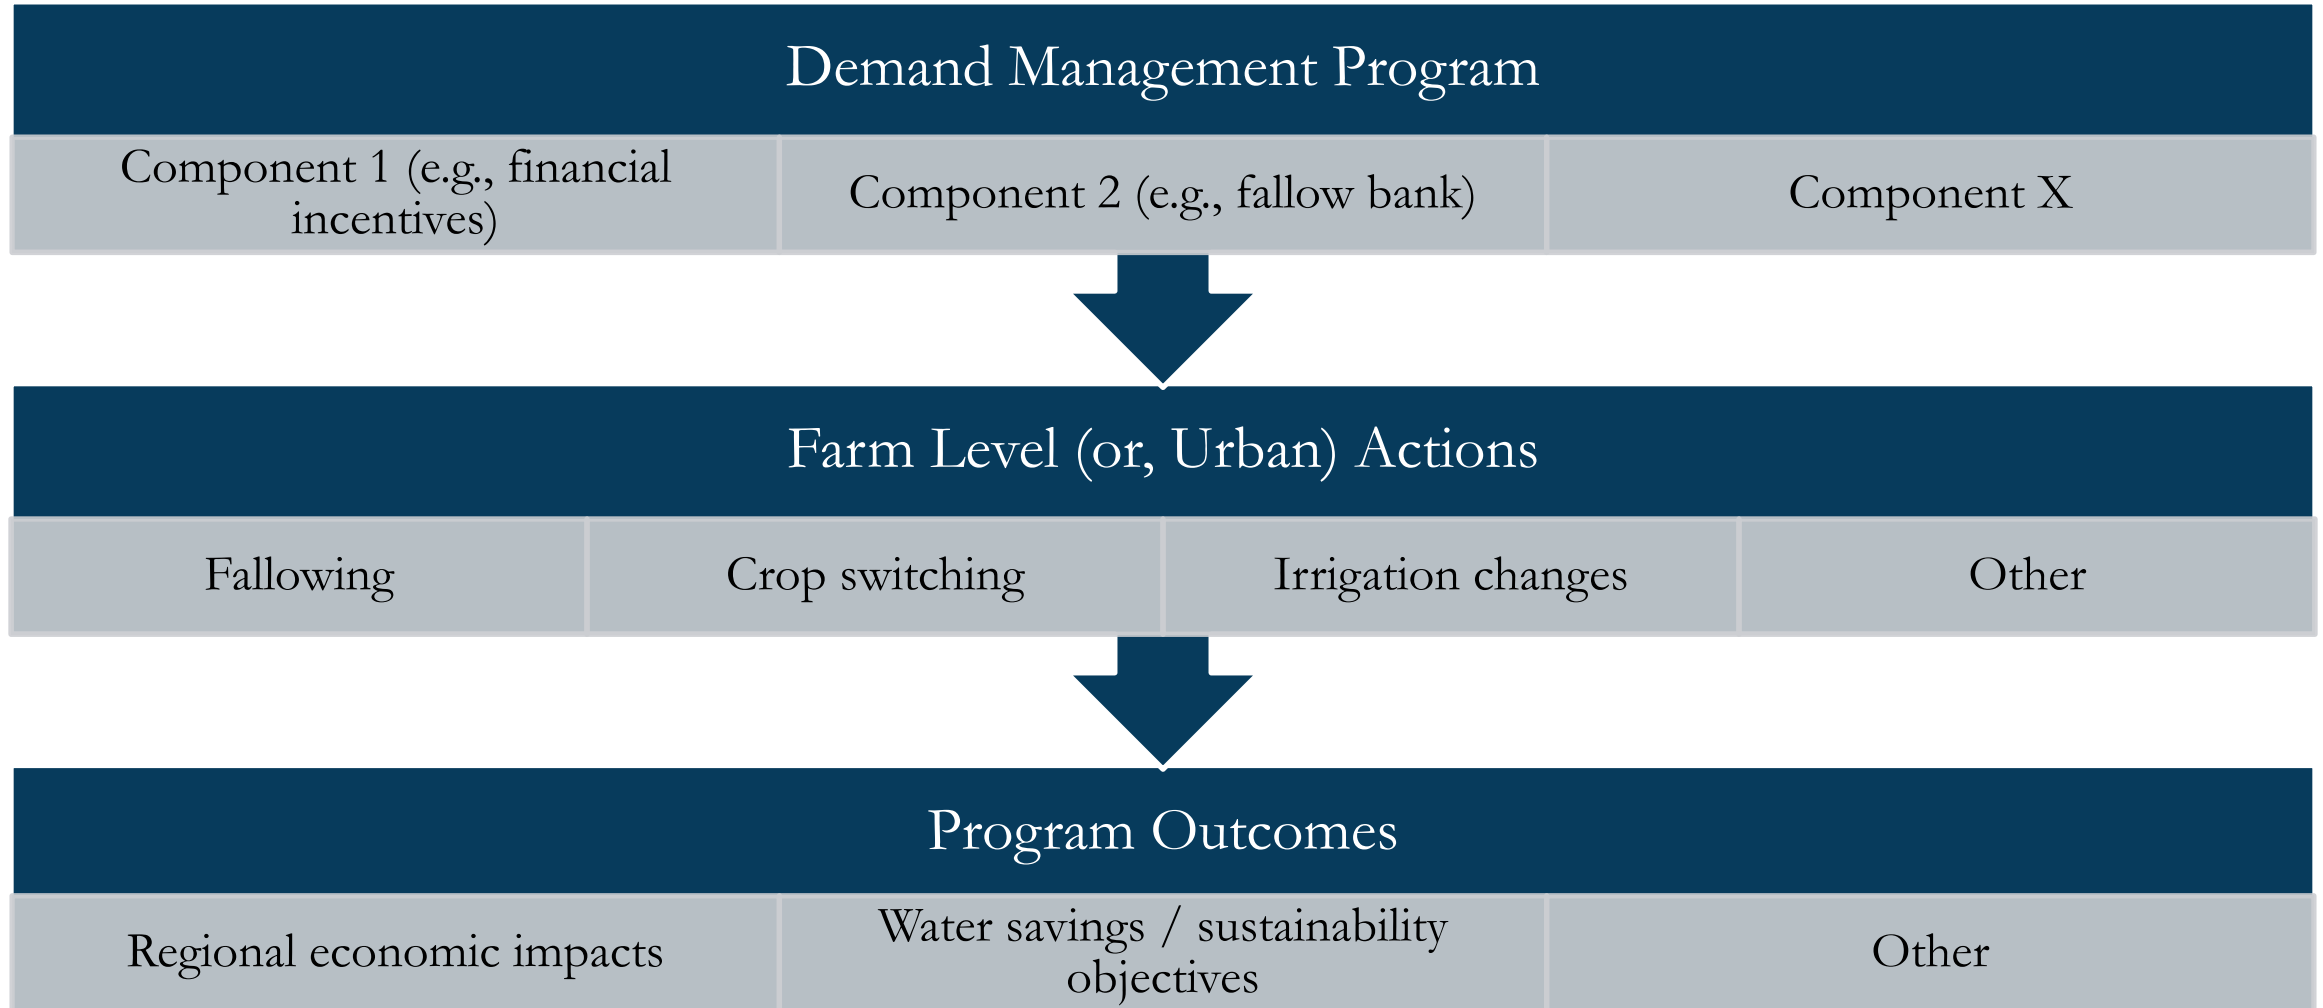 Demand Management Program
Component 1 (e.g., financial
incentives)
Component 2 (e.g., fallow bank)
Component X
Farm Level (or, Urban) Actions
Fallowing
Crop switching
Irrigation changes
Other
Program Outcomes
Regional economic impacts
Water savings / sustainability
objectives
Other